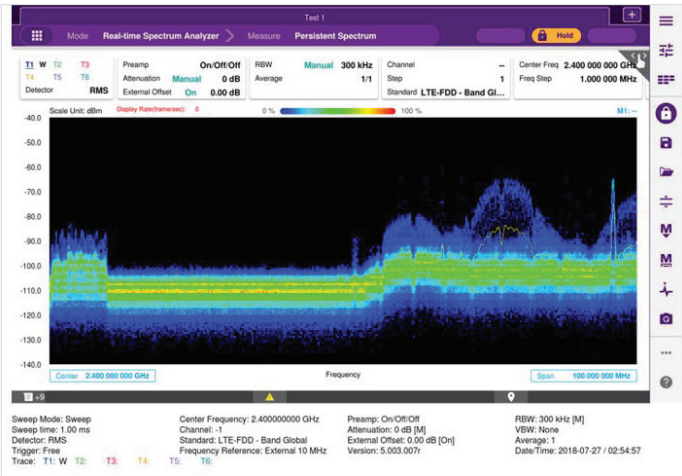 Test 1
Mode Real-time Spectrum Analyzer Measure Persistent Spectrum Hold
T1 W T2 T3
T4 T5 T6
Detector RMS
Preamp On/Off/Off
Attenuation Manual 0 dB
External Offset On 0.00 dB
RBW Manual 300 kHz
Average 1/1
Channel --
Step 1
Standard LTE-FDD - Band Gl...
Center Freq 2.400 000 000 GHz
Freq Step 1.000 000 MHz
Scale Unit: dBm Display Rate(frame/sec): 0 0 % 100 % M1: --
-40.0
-50.0
-60.0
-70.0
-80.0
-90.0
-100.0
-110.0
-120.0
-130.0
-140.0
Center 2.400 000 000 GHz Frequency Span 100.000 000 MHz
+9
Sweep Mode: Sweep
Sweep time: 1.00 ms
Detector: RMS
Trigger: Free
Trace: T1: W T2: T3: T4: T5: T6:
Center Frequency: 2.400000000 GHz
Channel: -1
Standard: LTE-FDD - Band Global
Frequency Reference: External 10 MHz
Preamp: On/Off/Off
Attenuation: 0 dB [M]
External Offset: 0.00 dB [On]
Version: 5.003.007r
RBW: 300 kHz [M]
VBW: None
Average: 1
Date/Time: 2018-07-27 / 02:54:57
M
M